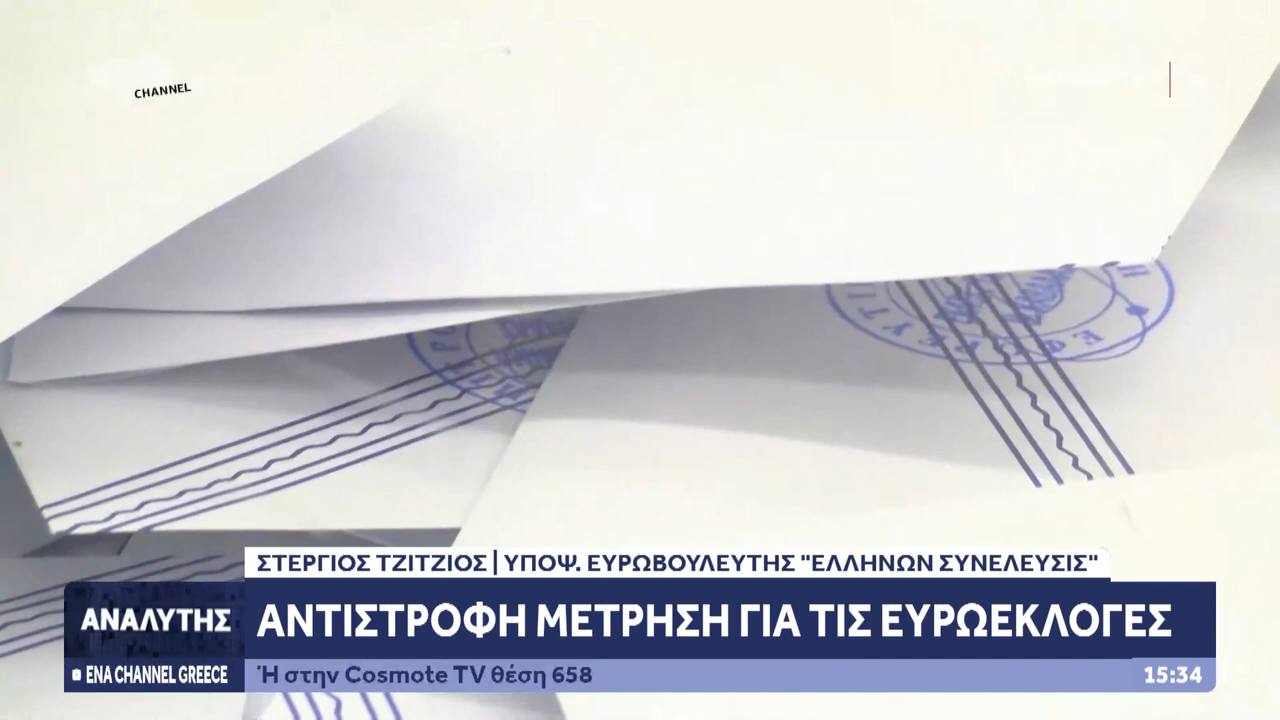 CHANNEL
ΣΤΕΡΓΙΟΣ ΤΖΙΤΖΙΟΣ | ΥΠΟΨ. ΕΥΡΩΒΟΥΛΕΥΤΗΣ "ΕΛΛΗΝΩΝ ΣΥΝΕΛΕΥΣΙΣ"
ΑΝΑΛΥΤΗΣ
ΑΝΤΙΣΤΡΟΦΗ ΜΕΤΡΗΣΗ ΓΙΑ ΤΙΣ ΕΥΡΩΕΚΛΟΓΕΣ
ENA CHANNEL GREECE
Ή στην Cosmote TV θέση 658
15:34